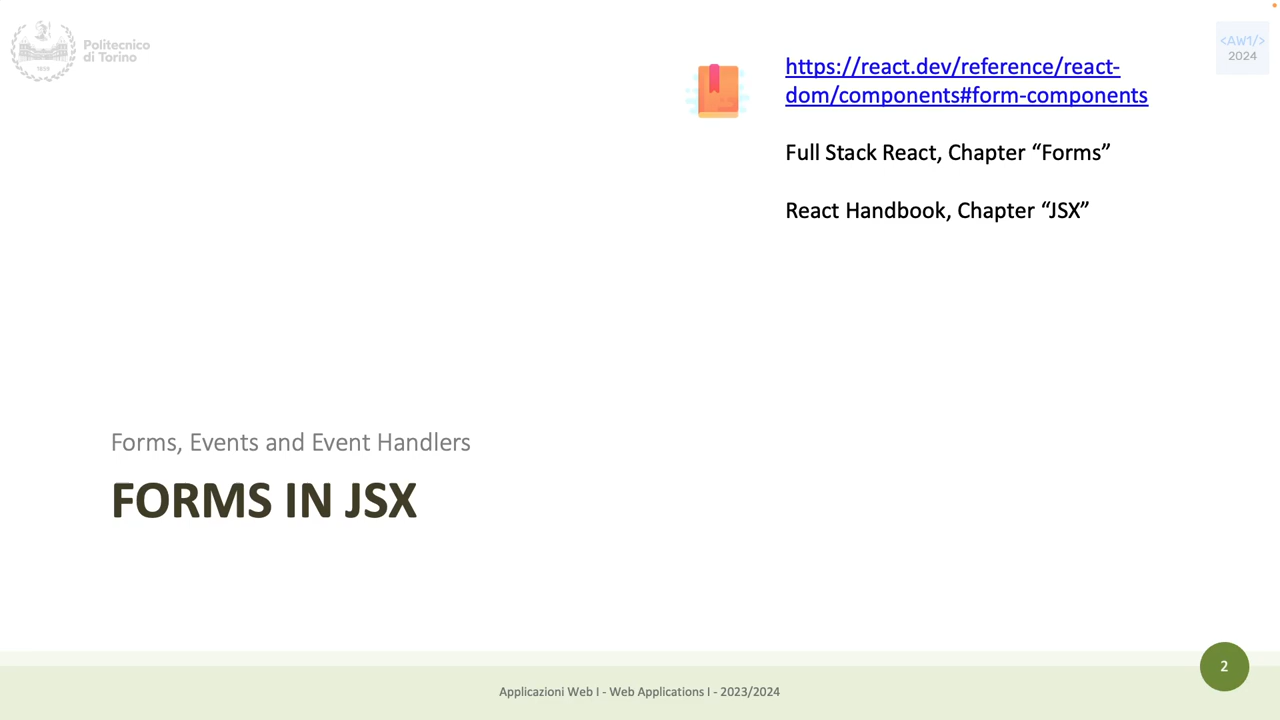 Politecnico
di Torino
1859
<AW1/>
2024
https://react.dev/reference/react-
dom/components#form-components
Full Stack React, Chapter “Forms”
React Handbook, Chapter “JSX”
Forms, Events and Event Handlers
FORMS IN JSX
2
Applicazioni Web I - Web Applications I - 2023/2024